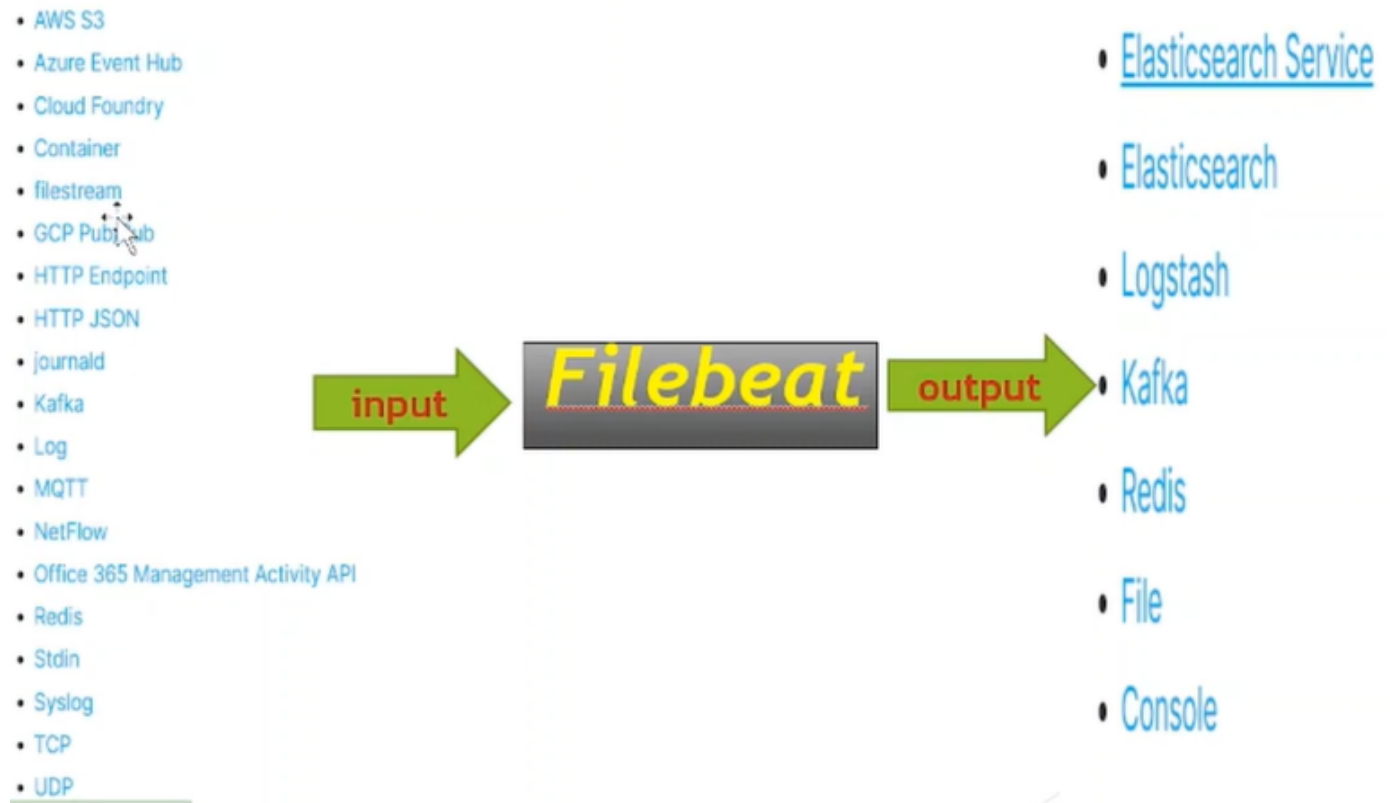 • AWS S3
• Azure Event Hub
• Cloud Foundry
• Container
• filestream
• GCP Pub ub
• HTTP Endpoint
• HTTP JSON
• journald
• Kafka
• Log
• MQTT
• NetFlow
• Office 365 Management Activity API
• Redis
• Stdin
• Syslog
• TCP
• UDP
input
Filebeat
output
• Elasticsearch Service
• Elasticsearch
• Logstash
• Kafka
• Redis
• File
• Console